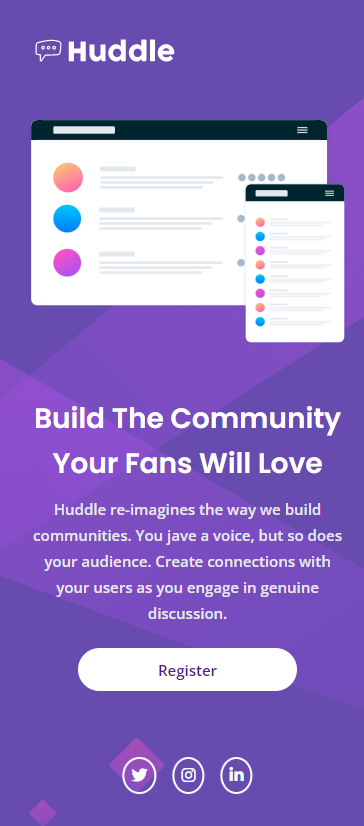 Huddle
Build The Community
Your Fans Will Love
Huddle re-imagines the way we build
communities. You jave a voice, but so does
your audience. Create connections with
your users as you engage in genuine
discussion.
Register